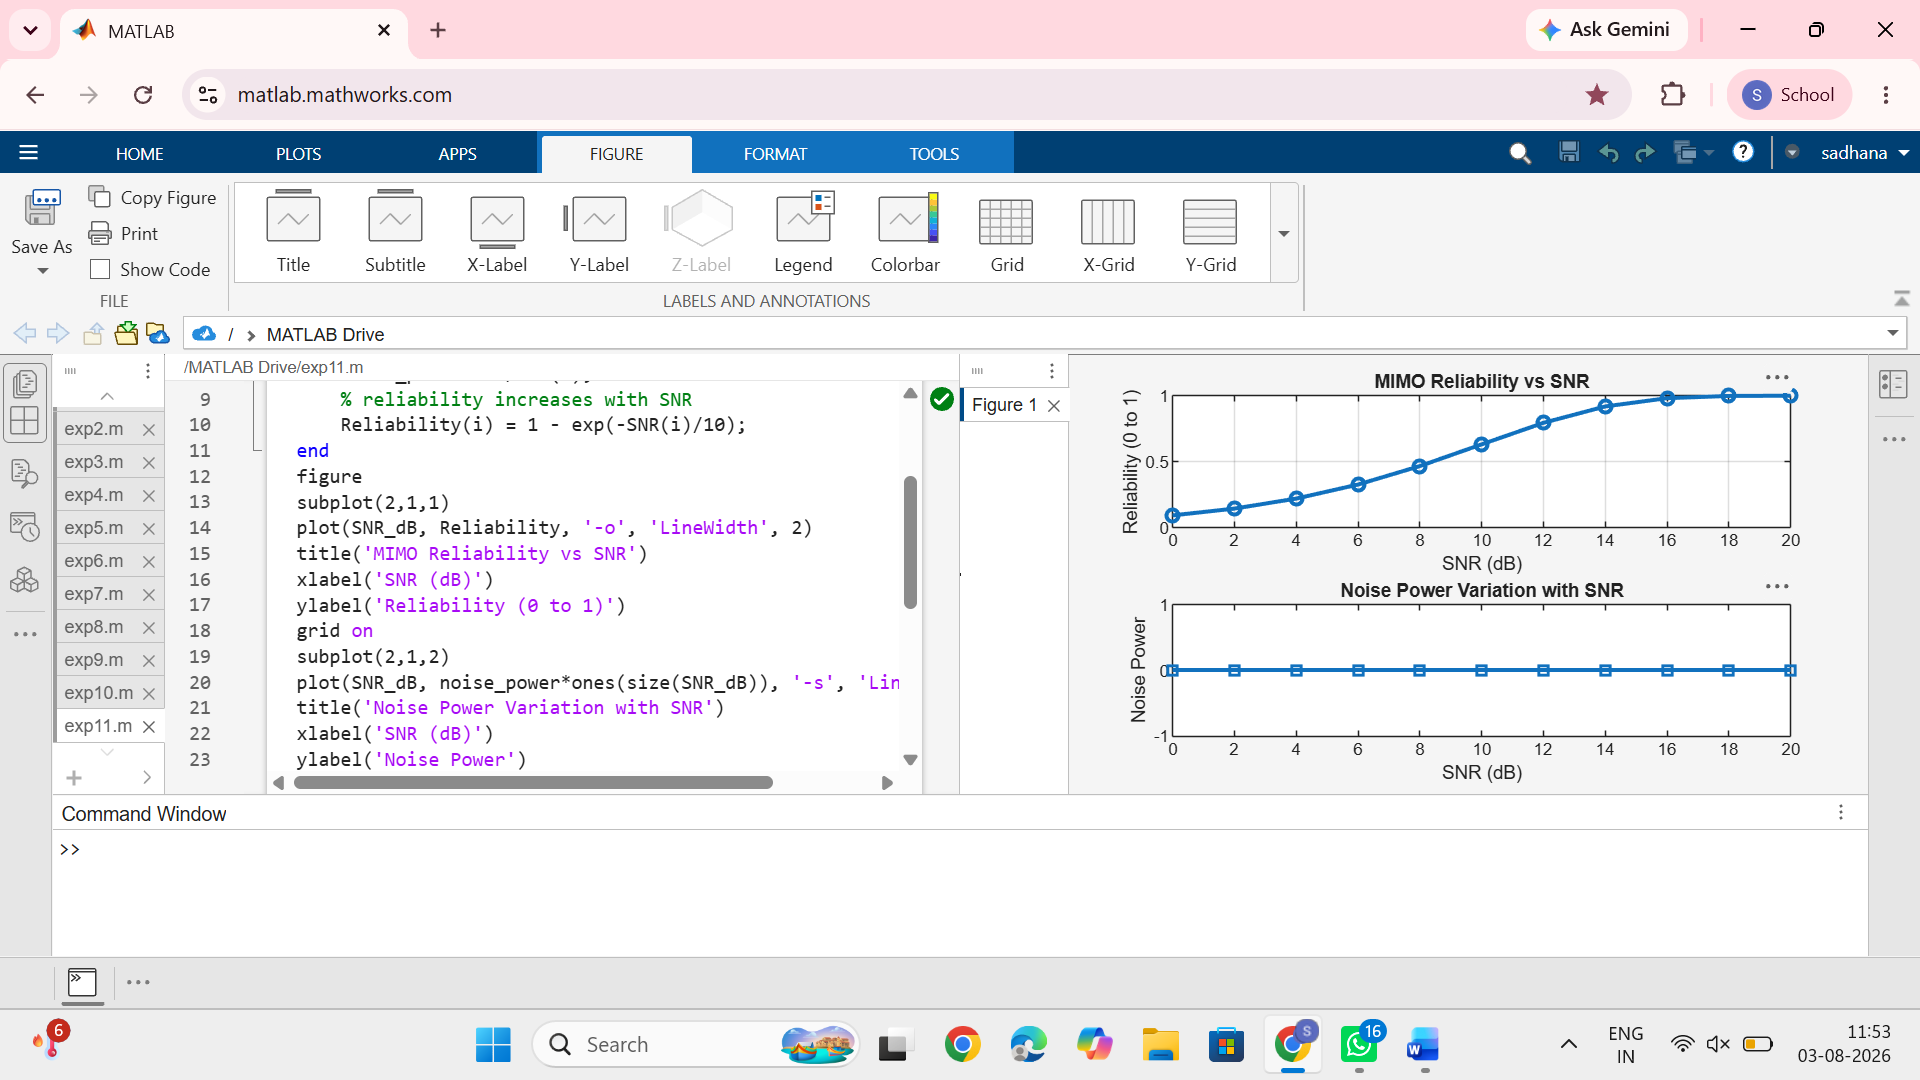 MATLAB
Ask Gemini
matlab.mathworks.com
S School
HOME PLOTS APPS FIGURE FORMAT TOOLS
sadhana
Save As
Copy Figure
Print
Show Code
FILE
Title Subtitle X-Label Y-Label Z-Label Legend Colorbar Grid X-Grid Y-Grid
LABELS AND ANNOTATIONS
/ › MATLAB Drive
/MATLAB Drive/exp11.m
exp2.m
exp3.m
exp4.m
exp5.m
exp6.m
exp7.m
exp8.m
exp9.m
exp10.m
exp11.m
9 % reliability increases with SNR
10 Reliability(i) = 1 - exp(-SNR(i)/10);
11 end
12 figure
13 subplot(2,1,1)
14 plot(SNR_dB, Reliability, '-o', 'LineWidth', 2)
15 title('MIMO Reliability vs SNR')
16 xlabel('SNR (dB)')
17 ylabel('Reliability (0 to 1)')
18 grid on
19 subplot(2,1,2)
20 plot(SNR_dB, noise_power*ones(size(SNR_dB)), '-s', 'Lin
21 title('Noise Power Variation with SNR')
22 xlabel('SNR (dB)')
23 ylabel('Noise Power')
Figure 1
MIMO Reliability vs SNR
Reliability (0 to 1)
1
0.5
0
0 2 4 6 8 10 12 14 16 18 20
SNR (dB)
Noise Power Variation with SNR
Noise Power
1
0
-1
0 2 4 6 8 10 12 14 16 18 20
SNR (dB)
Command Window
>>
6
Search
S
16
ENG
IN
11:53
03-08-2026